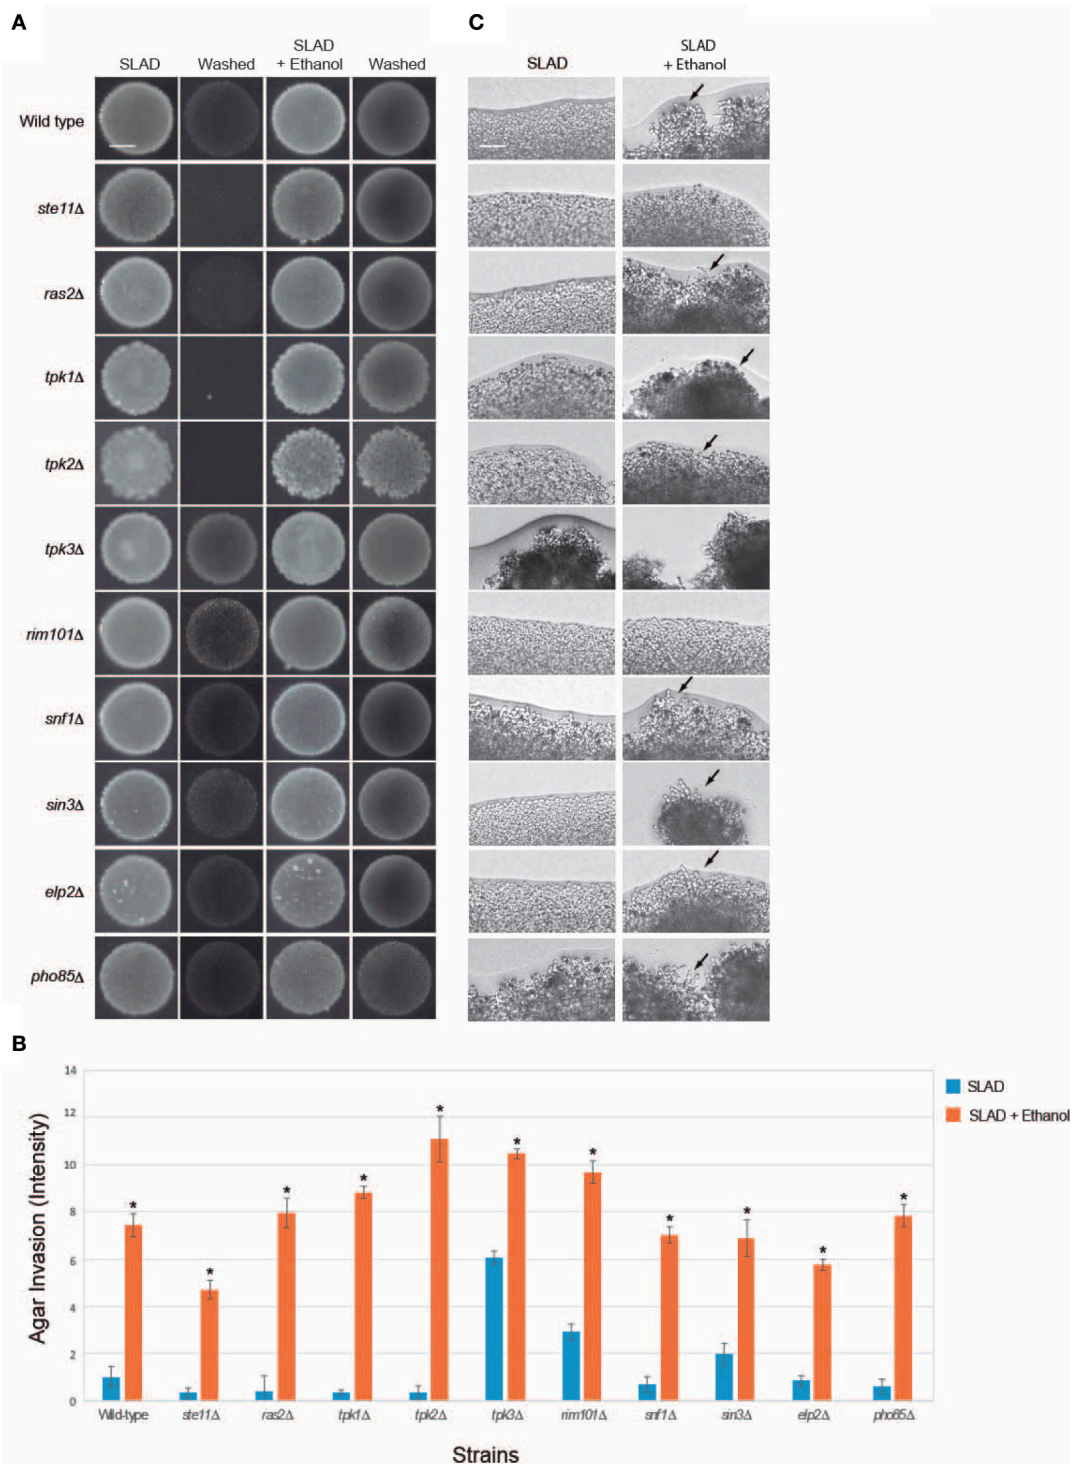 A
C
SLAD Washed SLAD + Ethanol Washed
SLAD SLAD + Ethanol
Wild type
ste11Δ
ras2Δ
tpk1Δ
tpk2Δ
tpk3Δ
rim101Δ
snf1Δ
sin3Δ
elp2Δ
pho85Δ
B
Agar Invasion (Intensity)
14
12
10
8
6
4
2
0
* * * * * * * * * * *
SLAD
SLAD + Ethanol
Wild-type ste11Δ ras2Δ tpk1Δ tpk2Δ tpk3Δ rim101Δ snf1Δ sin3Δ elp2Δ pho85Δ
Strains